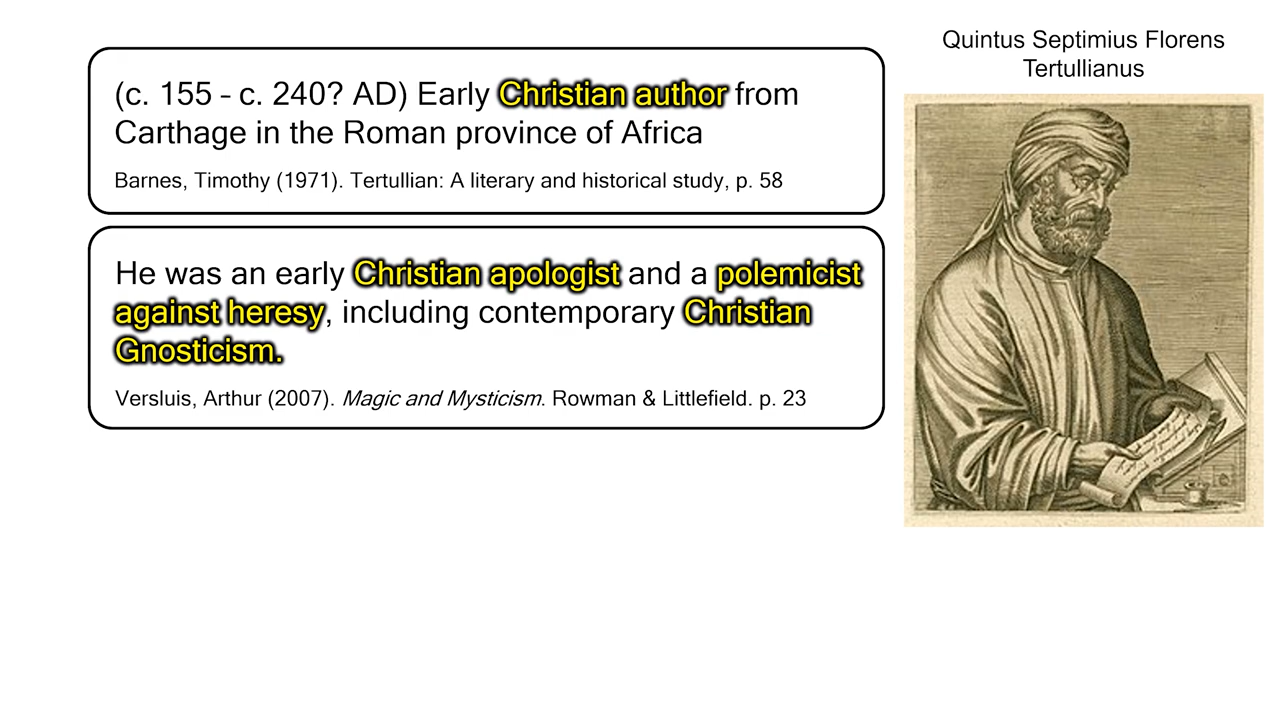 Quintus Septimius Florens
Tertullianus
(c. 155 - c. 240? AD) Early Christian author from
Carthage in the Roman province of Africa
Barnes, Timothy (1971). Tertullian: A literary and historical study, p. 58
He was an early Christian apologist and a polemicist
against heresy, including contemporary Christian
Gnosticism.
Versluis, Arthur (2007). Magic and Mysticism. Rowman & Littlefield. p. 23